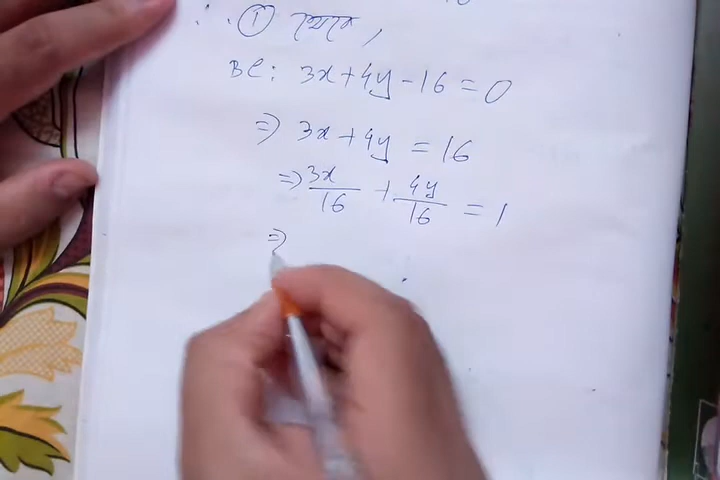 ∴ ① হতে,
BC: 3x+4y-16=0
⇒ 3x+4y=16
⇒ 3x/16 + 4y/16 = 1
⇒